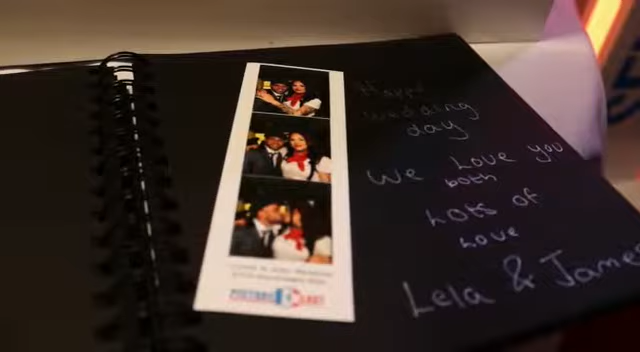 Happy
wedding
day
We Love you
both
Lots of
Love
Lela & James